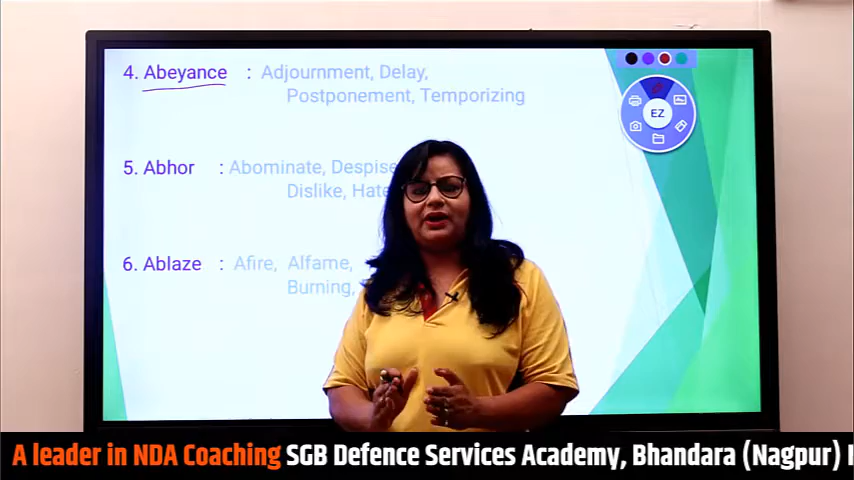 4. Abeyance : Adjournment, Delay,
Postponement, Temporizing
EZ
5. Abhor : Abominate, Despise
Dislike, Hate
6. Ablaze : Afire, Alfame,
Burning,
A leader in NDA Coaching SGB Defence Services Academy, Bhandara (Nagpur)